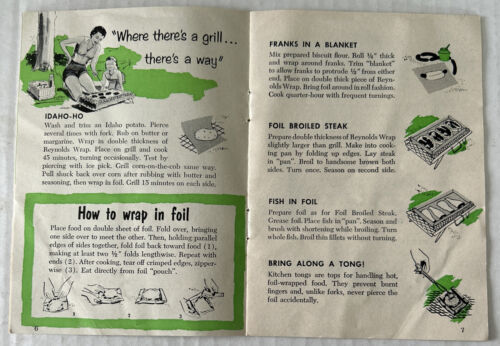 "Where there's a grill...
there's a way"
IDAHO-HO
Wash and trim an Idaho potato. Pierce
several times with fork. Rub on butter or
margarine. Wrap in double thickness of
Reynolds Wrap. Place on grill and cook
45 minutes, turning occasionally. Test by
piercing with ice pick. Grill corn-on-the-cob same way.
Pull shuck back over corn after rubbing with butter and
seasoning, then wrap in foil. Grill 15 minutes on each side.
How to wrap in foil
Place food on double sheet of foil. Fold over, bringing
one side over to meet the other. Then, holding parallel
edges of sides together, fold foil back toward food (1),
making at least two ½" folds lengthwise. Repeat with
ends (2). After cooking, tear off crimped edges, zipper-
wise (3). Eat directly from foil "pouch".
1
2
3
6
FRANKS IN A BLANKET
Mix prepared biscuit flour. Roll ⅜" thick
and wrap around franks. Trim "blanket"
to allow franks to protrude ¼" from either
end. Place on double thick piece of Reyn-
olds Wrap. Bring foil around in roll fashion.
Cook quarter-hour with frequent turnings.
FOIL BROILED STEAK
Prepare double thickness of Reynolds Wrap
slightly larger than grill. Make into cook-
ing pan by folding up edges. Lay steak
in "pan". Broil to handsome brown both
sides. Turn once. Season on second side.
FISH IN FOIL
Prepare foil as for Foil Broiled Steak.
Grease foil. Place fish in "pan". Season and
brush with shortening while broiling. Turn
whole fish. Broil thin fillets without turning.
BRING ALONG A TONG!
Kitchen tongs are tops for handling hot,
foil-wrapped food. They prevent burnt
fingers and, unlike forks, never pierce the
foil accidentally.
7